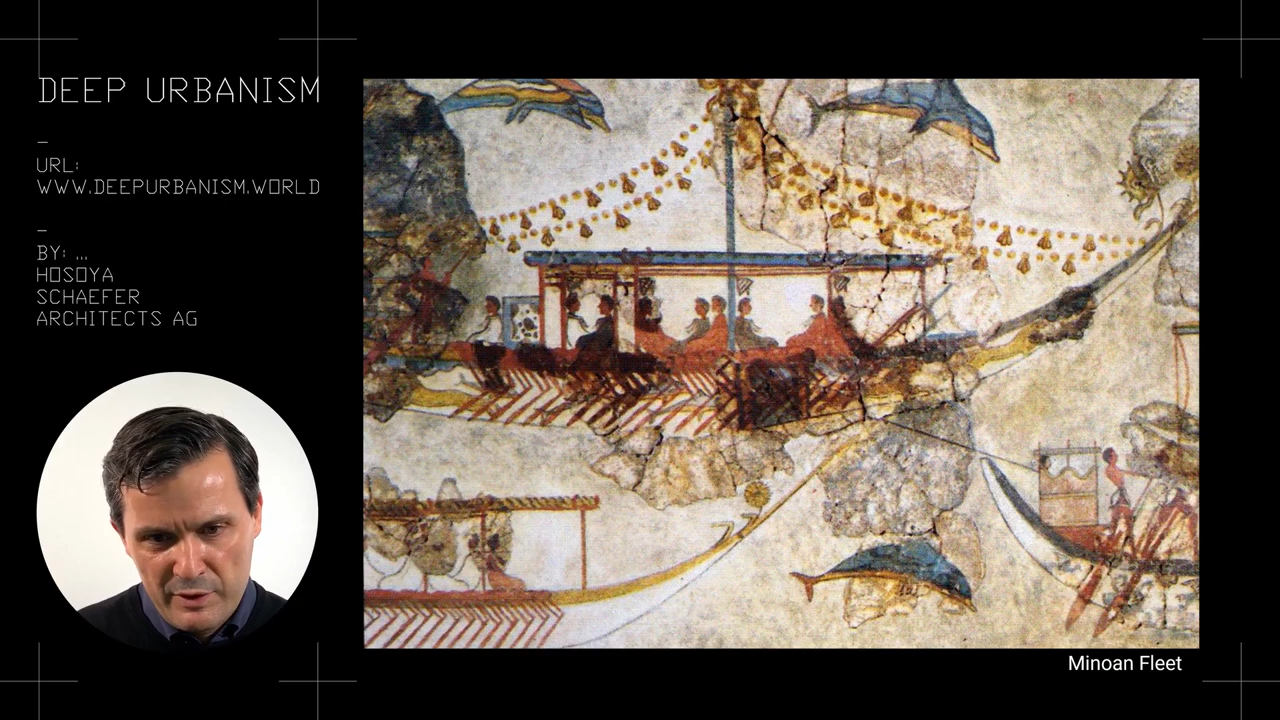 DEEP URBANISM
–
URL:
WWW.DEEPURBANISM.WORLD
–
BY: ...
HOSOYA
SCHAEFER
ARCHITECTS AG
Minoan Fleet